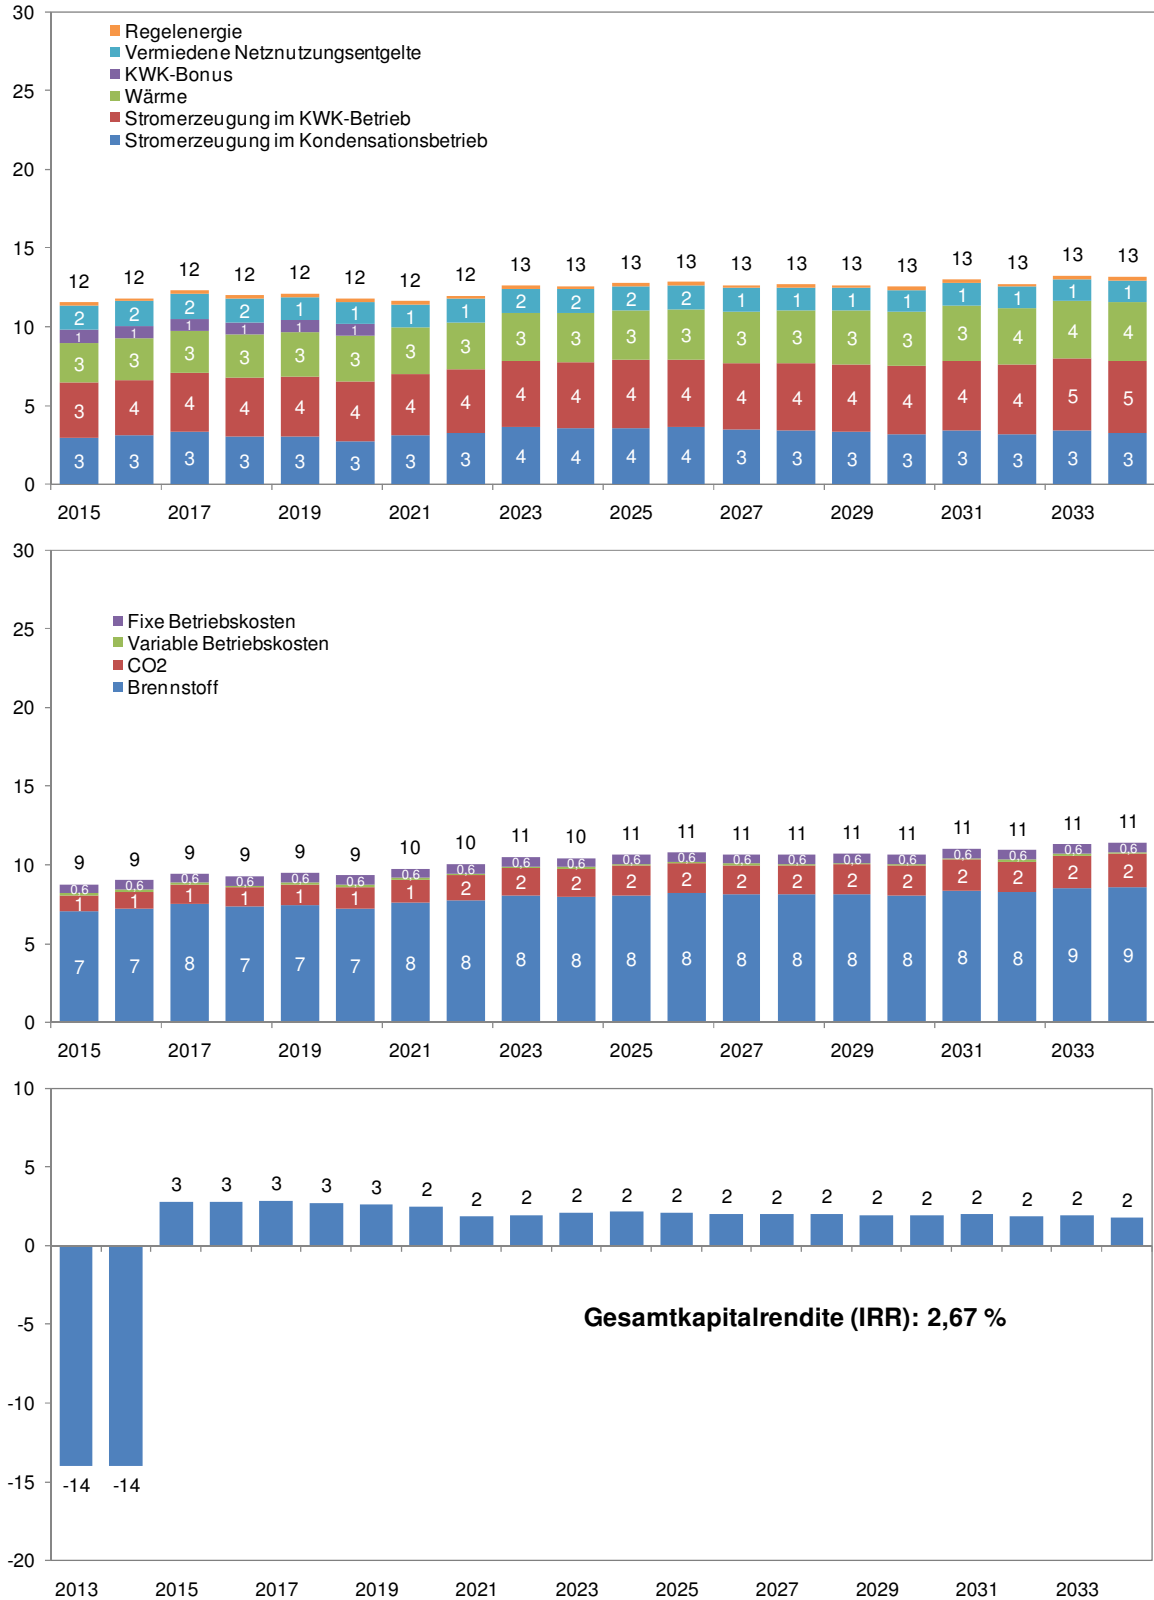 30
25
20
15
10
5
0
Regelenergie
Vermiedene Netznutzungsentgelte
KWK-Bonus
Wärme
Stromerzeugung im KWK-Betrieb
Stromerzeugung im Kondensationsbetrieb
12 12 12 12 12 12 12 12 13 13 13 13 13 13 13 13 13 13 13 13
2 2 2 2 1 1 1 1 2 2 2 2 1 1 1 1 1 1 1 1
1 1 1 1 1 1
3 3 3 3 3 3 3 3 3 3 3 3 3 3 3 3 3 4 4 4
3 4 4 4 4 4 4 4 4 4 4 4 4 4 4 4 4 4 5 5
3 3 3 3 3 3 3 3 4 4 4 4 3 3 3 3 3 3 3 3
2015 2017 2019 2021 2023 2025 2027 2029 2031 2033
30
25
20
15
10
5
0
Fixe Betriebskosten
Variable Betriebskosten
CO2
Brennstoff
9 9 9 9 9 9 10 10 11 10 11 11 11 11 11 11 11 11 11 11
0,6 0,6 0,6 0,6 0,6 0,6 0,6 0,6 0,6 0,6 0,6 0,6 0,6 0,6 0,6 0,6 0,6 0,6 0,6 0,6
1 1 1 1 1 1 1 2 2 2 2 2 2 2 2 2 2 2 2 2
7 7 8 7 7 7 8 8 8 8 8 8 8 8 8 8 8 8 9 9
2015 2017 2019 2021 2023 2025 2027 2029 2031 2033
10
5
0
-5
-10
-15
-20
3 3 3 3 3 2 2 2 2 2 2 2 2 2 2 2 2 2 2 2
Gesamtkapitalrendite (IRR): 2,67 %
-14 -14
2013 2015 2017 2019 2021 2023 2025 2027 2029 2031 2033